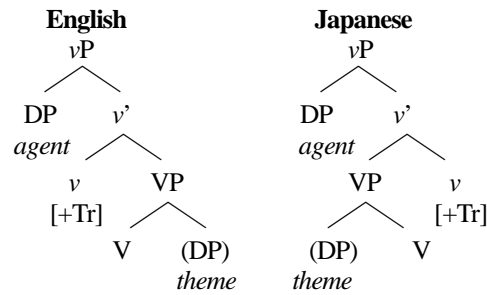 English Japanese
vP vP
DP v’ DP v’
agent agent
v VP VP v
[+Tr] [+Tr]
V (DP) (DP) V
theme theme